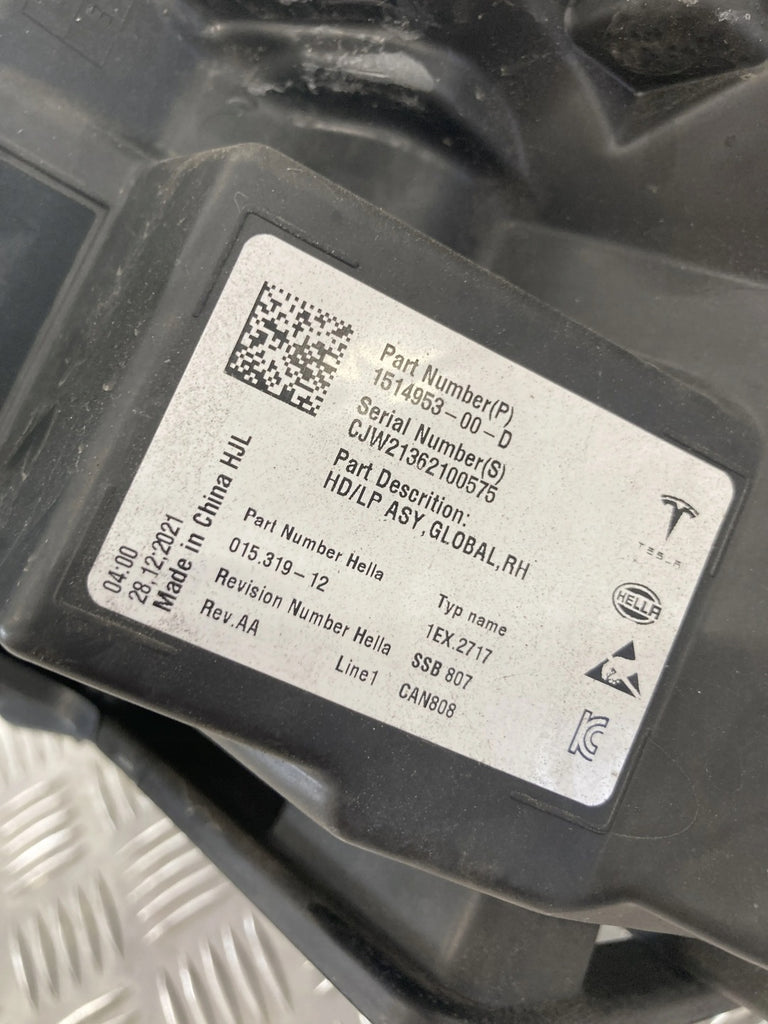 Part Number(P)
1514953-00-D
Serial Number(S)
CJW21362100575
Part Descrition:
HD/LP ASY,GLOBAL,RH
04:00
28.12.2021
Made in China HJL
Part Number Hella
015.319-12
Revision Number Hella
Rev.AA
Line1
Typ name
1EX.2717
SSB 807
CAN808
TESLA
HELLA